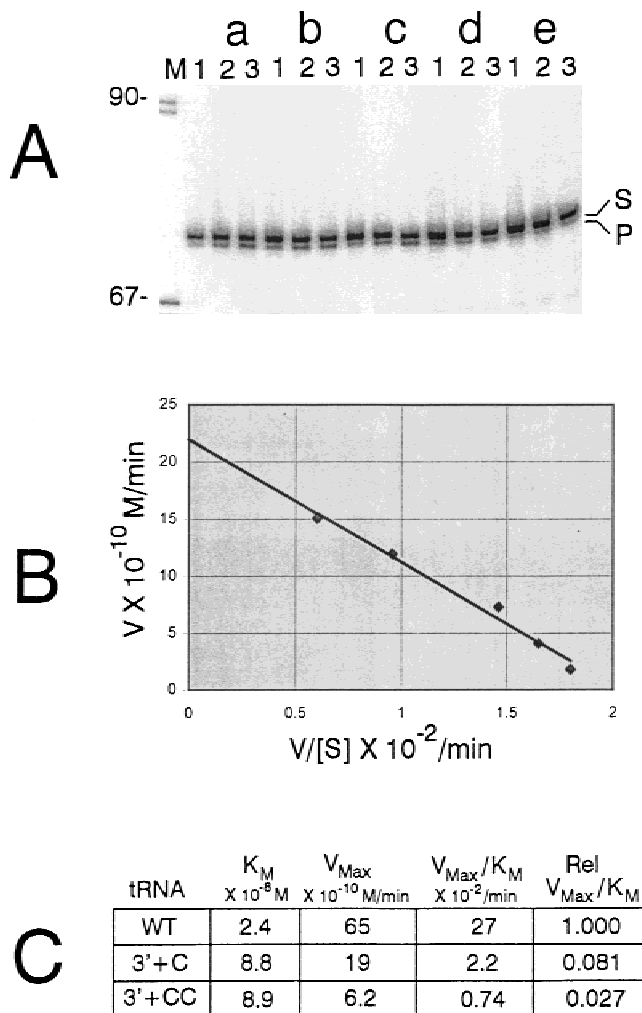 A
a b c d e
M 1 2 3 1 2 3 1 2 3 1 2 3 1 2 3
90-
S
P
67-
B
V X 10⁻¹⁰ M/min
25
20
15
10
5
0
0 0.5 1 1.5 2
V/[S] X 10⁻²/min
C
tRNA K_M X 10⁻⁸ M V_Max X 10⁻¹⁰ M/min V_Max/K_M X 10⁻²/min Rel V_Max/K_M
WT 2.4 65 27 1.000
3'+C 8.8 19 2.2 0.081
3'+CC 8.9 6.2 0.74 0.027